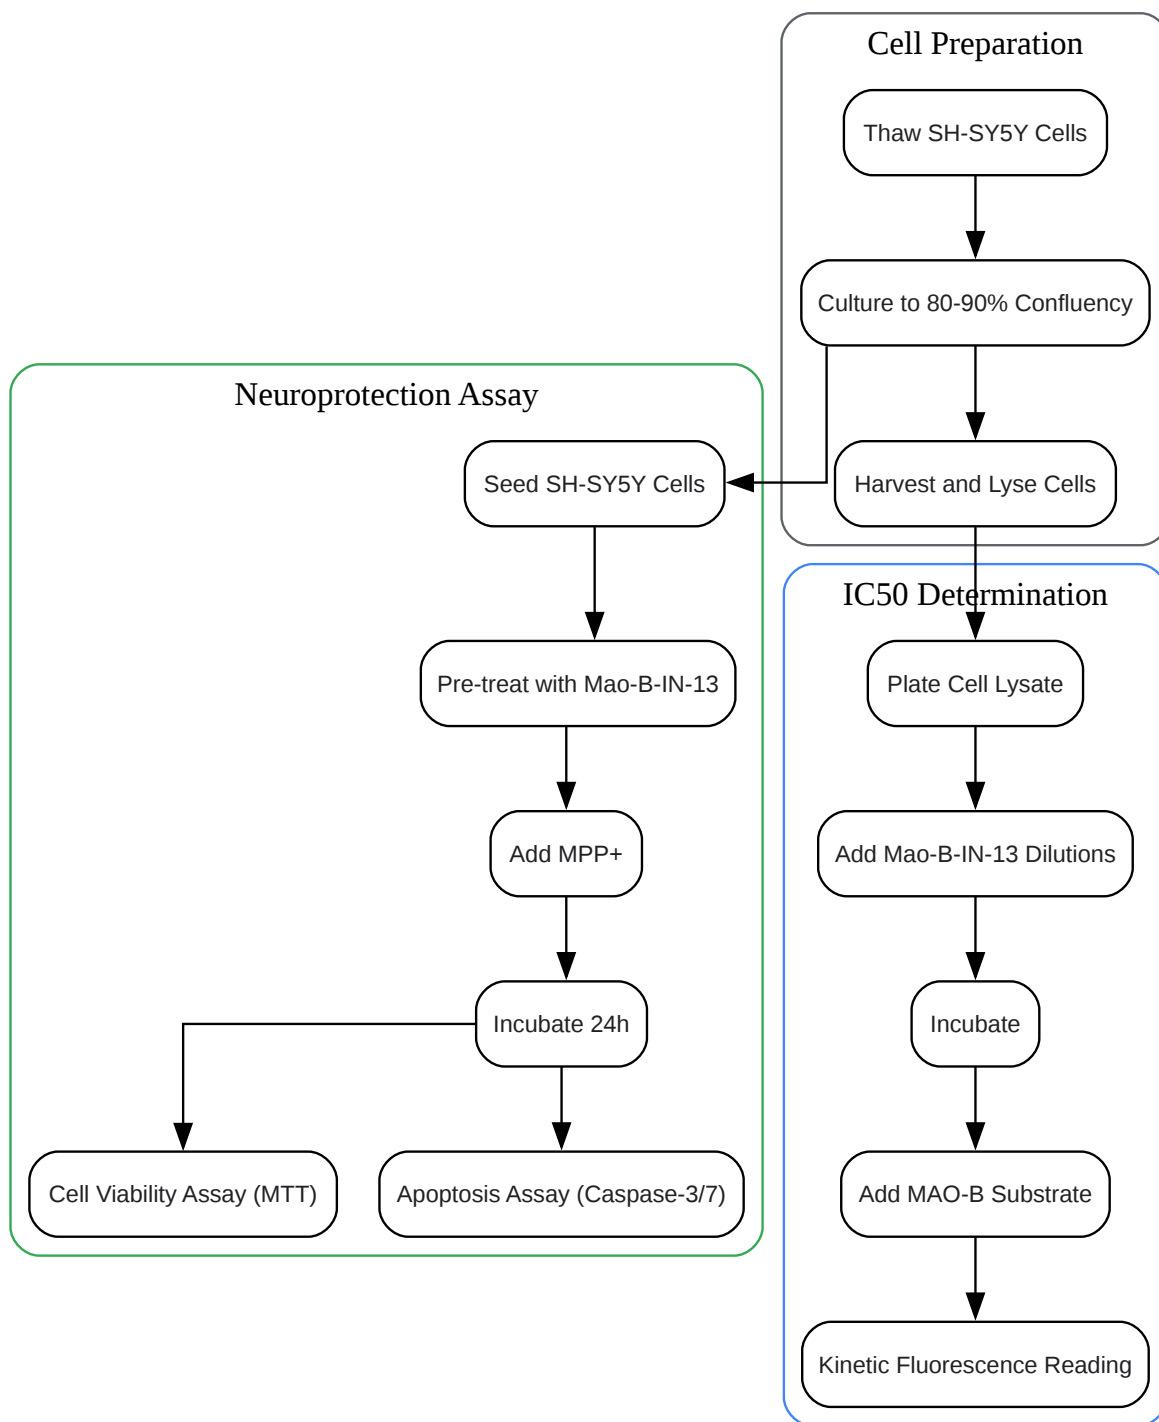 Cell Preparation
Thaw SH-SY5Y Cells
Culture to 80-90% Confluency
Harvest and Lyse Cells
Neuroprotection Assay
Seed SH-SY5Y Cells
Pre-treat with Mao-B-IN-13
Add MPP+
Incubate 24h
Cell Viability Assay (MTT)
Apoptosis Assay (Caspase-3/7)
IC50 Determination
Plate Cell Lysate
Add Mao-B-IN-13 Dilutions
Incubate
Add MAO-B Substrate
Kinetic Fluorescence Reading